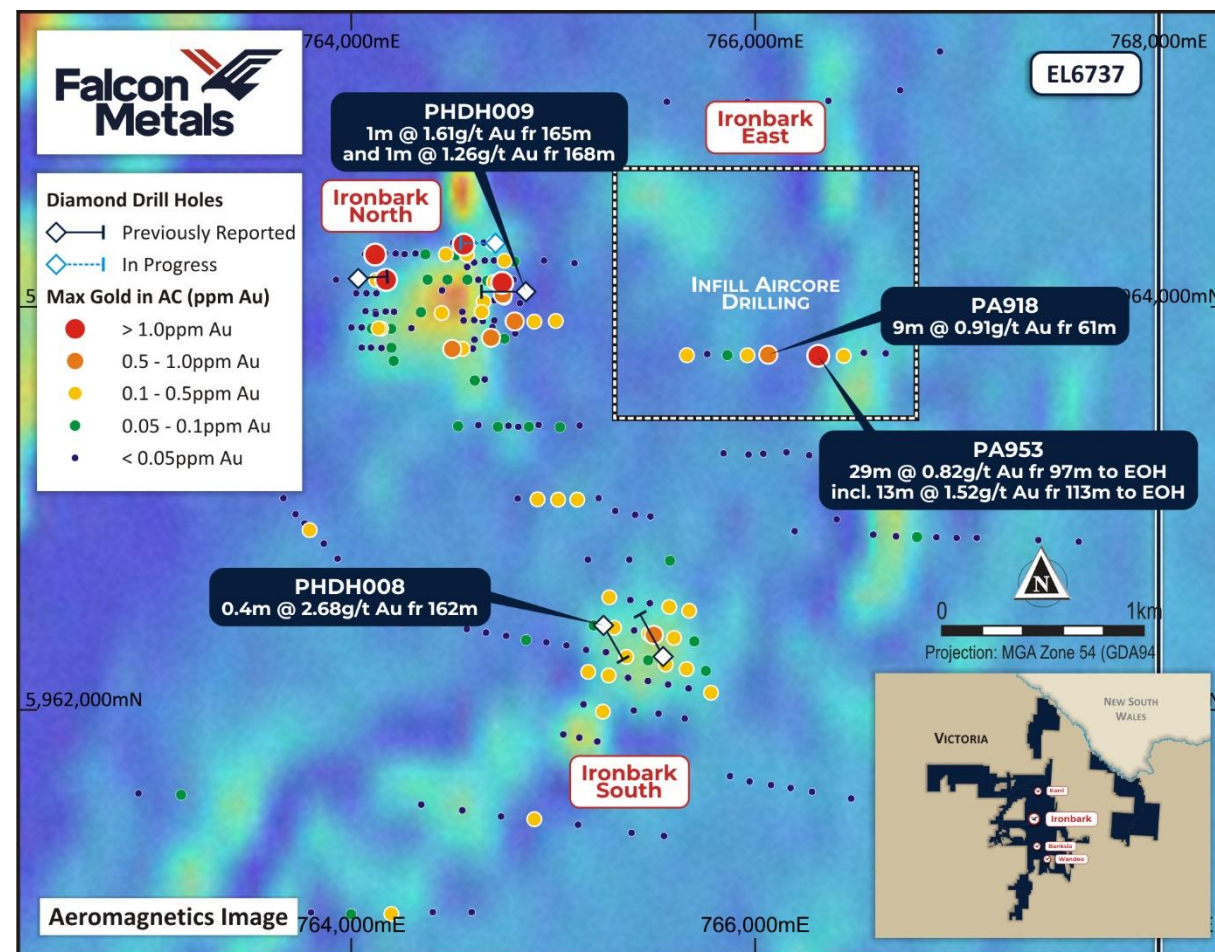 764,000mE
766,000mE
768,000mE
Falcon
Metals
EL6737
PHDH009
1m @ 1.61g/t Au fr 165m
and 1m @ 1.26g/t Au fr 168m
Ironbark
East
Ironbark
North
Diamond Drill Holes
Previously Reported
In Progress
Max Gold in AC (ppm Au)
> 1.0ppm Au
0.5 - 1.0ppm Au
0.1 - 0.5ppm Au
0.05 - 0.1ppm Au
< 0.05ppm Au
5
964,000mN
INFILL AIRCORE
DRILLING
PA918
9m @ 0.91g/t Au fr 61m
PA953
29m @ 0.82g/t Au fr 97m to EOH
incl. 13m @ 1.52g/t Au fr 113m to EOH
PHDH008
0.4m @ 2.68g/t Au fr 162m
N
0
1km
Projection: MGA Zone 54 (GDA94
5,962,000mN
NEW SOUTH
WALES
VICTORIA
Karri
Ironbark
Banksia
Wandoo
Ironbark
South
Aeromagnetics Image
764,000mE
766,000mE